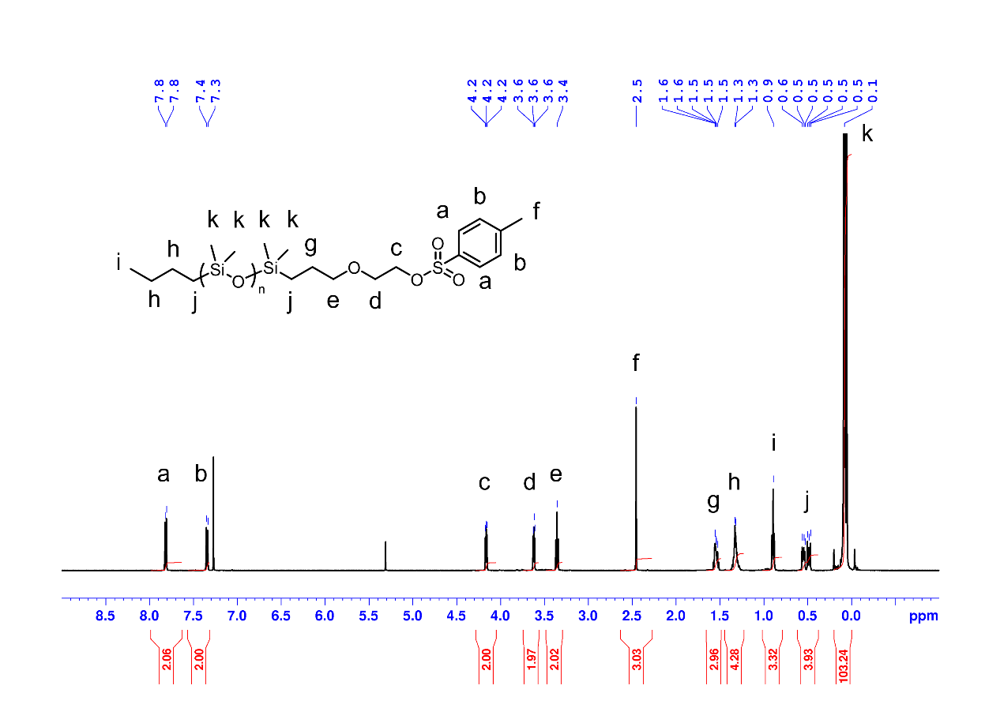 7.8 7.8 7.4 7.3 4.2 4.2 4.2 3.6 3.6 3.6 3.4 2.5 1.6 1.6 1.5 1.5 1.5 1.3 1.3 0.9 0.6 0.5 0.5 0.5 0.5 0.5 0.1
k
b
a f
k k k k
g
h c O
i Si Si O S b
O n O O a
h j j e d
f
i
a b c d e h
g j
8.5 8.0 7.5 7.0 6.5 6.0 5.5 5.0 4.5 4.0 3.5 3.0 2.5 2.0 1.5 1.0 0.5 0.0 ppm
2.06 2.00 2.00 1.97 2.02 3.03 2.96 4.28 3.32 3.93 103.24